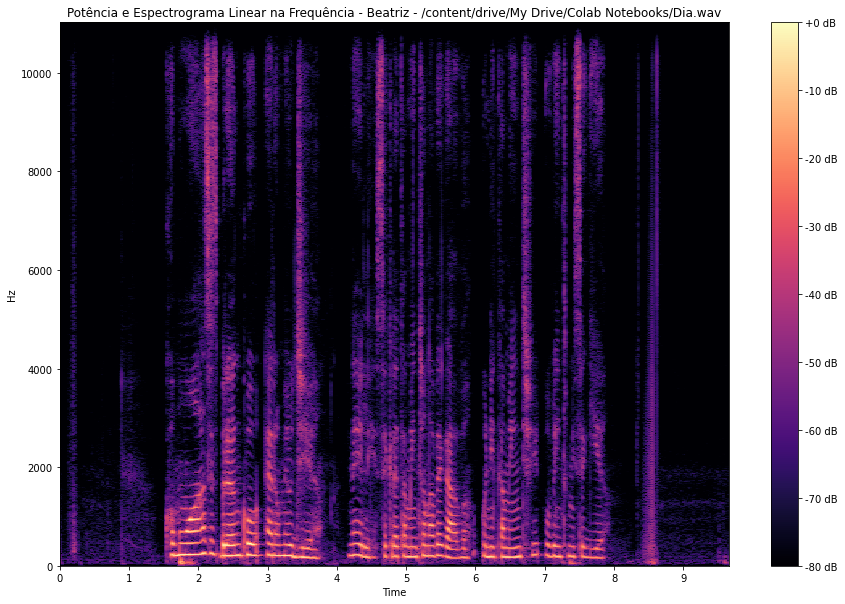 Potência e Espectrograma Linear na Frequência - Beatriz - /content/drive/My Drive/Colab Notebooks/Dia.wav
+0 dB
10000
-10 dB
8000
-20 dB
-30 dB
6000
Hz
-40 dB
4000
-50 dB
-60 dB
2000
-70 dB
0
-80 dB
0 1 2 3 4 5 6 7 8 9
Time